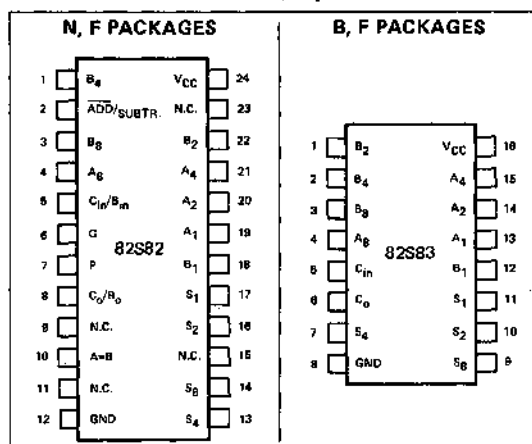 N, F PACKAGES
B, F PACKAGES
1 B4 VCC 24
2 ADD/SUBTR. N.C. 23
3 B8 B2 22
4 A8 A4 21
5 Cin/Bin A2 20
6 G A1 19
7 P B1 18
8 Co/Bo S1 17
9 N.C. S2 16
10 A=B N.C. 15
11 N.C. S8 14
12 GND S4 13
82S82
1 B2 VCC 16
2 B4 A4 15
3 B8 A2 14
4 A8 A1 13
5 Cin B1 12
6 Co S1 11
7 S4 S2 10
8 GND S8 9
82S83